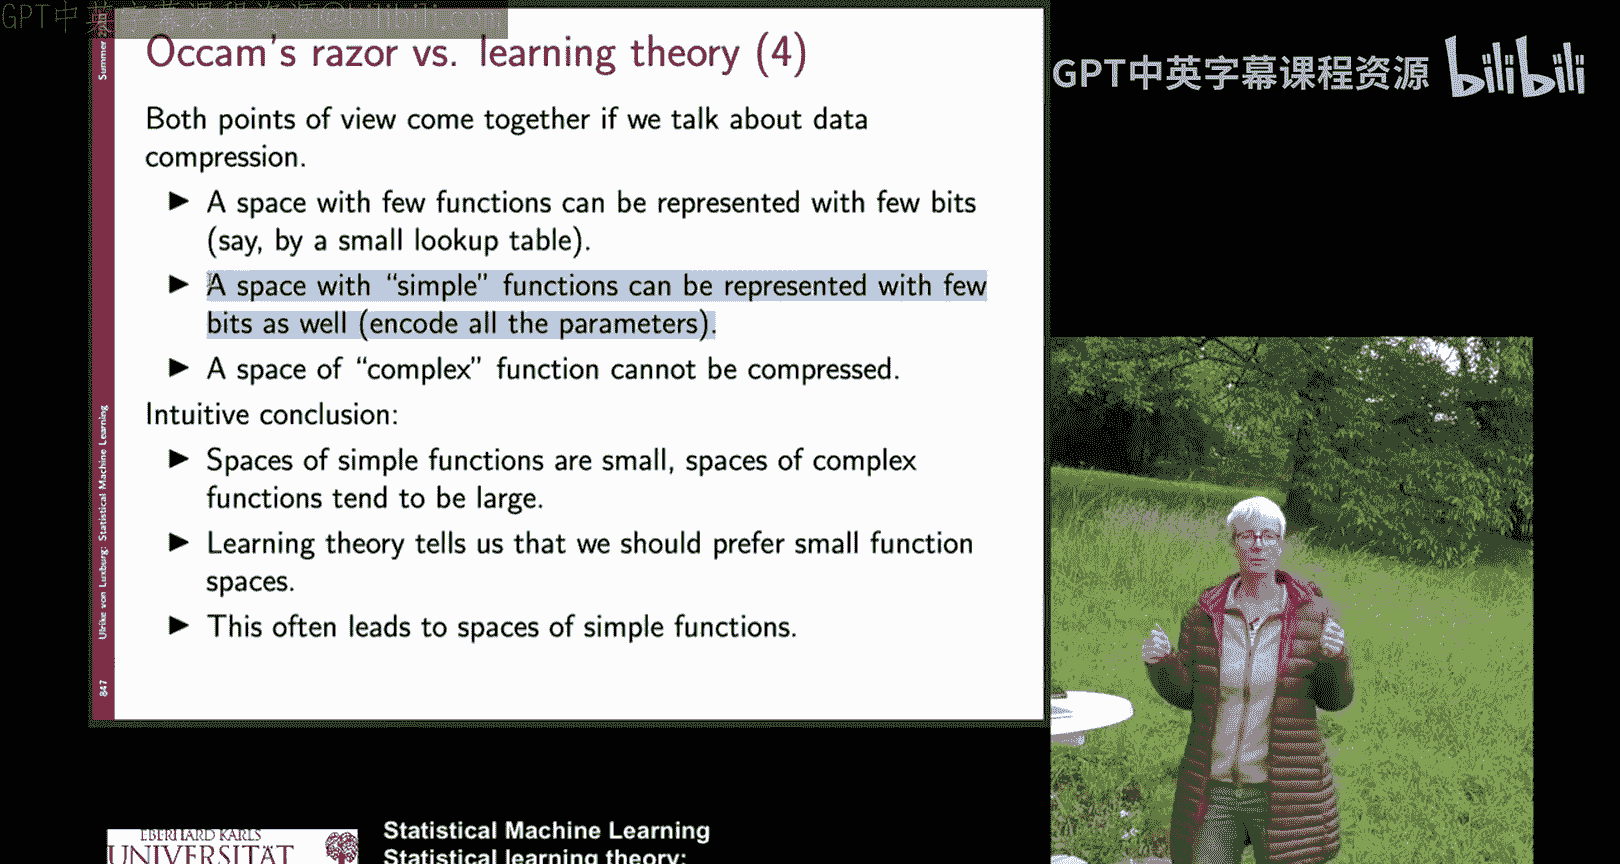 GPT中英字幕课程资源@bilibili.com
Occam's razor vs. learning theory (4)
Both points of view come together if we talk about data
compression.
▶ A space with few functions can be represented with few bits
(say, by a small lookup table).
▶ A space with “simple” functions can be represented with few
bits as well (encode all the parameters).
▶ A space of “complex” function cannot be compressed.
Intuitive conclusion:
▶ Spaces of simple functions are small, spaces of complex
functions tend to be large.
▶ Learning theory tells us that we should prefer small function
spaces.
▶ This often leads to spaces of simple functions.
Summer
Ulrike von Luxburg: Statistical Machine Learning
847
GPT中英字幕课程资源 bilibili
EBERHARD KARLS
UNIVERSITÄT
Statistical Machine Learning
Statistical learning theory: